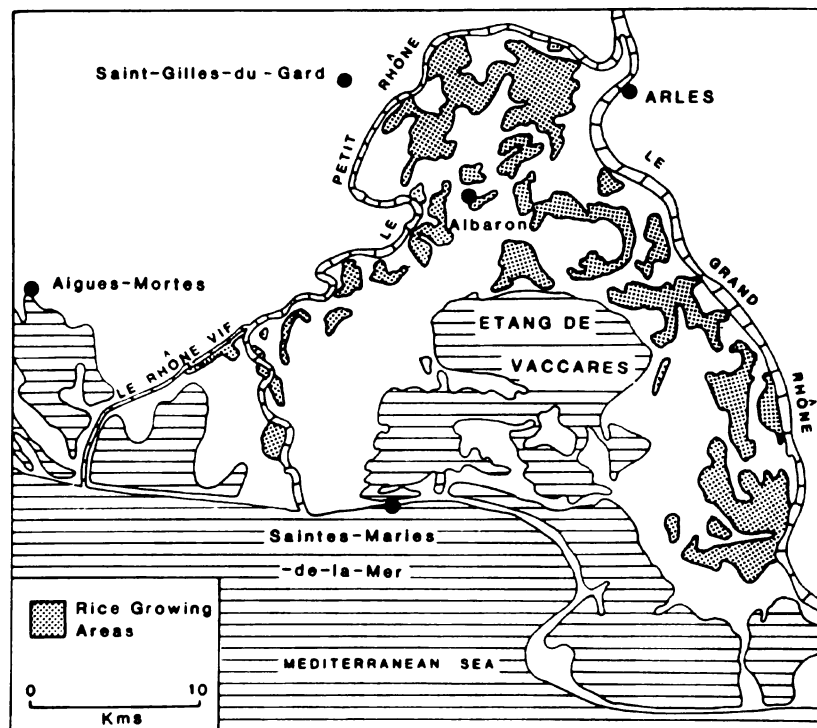 Saint-Gilles-du-Gard
LE PETIT RHÔNE
ARLES
LE GRAND RHÔNE
Albaron
Aigues-Mortes
LE RHÔNE VIF
ETANG DE
VACCARES
Saintes-Maries
-de-la-Mer
Rice Growing
Areas
MEDITERRANEAN SEA
0 10
Kms